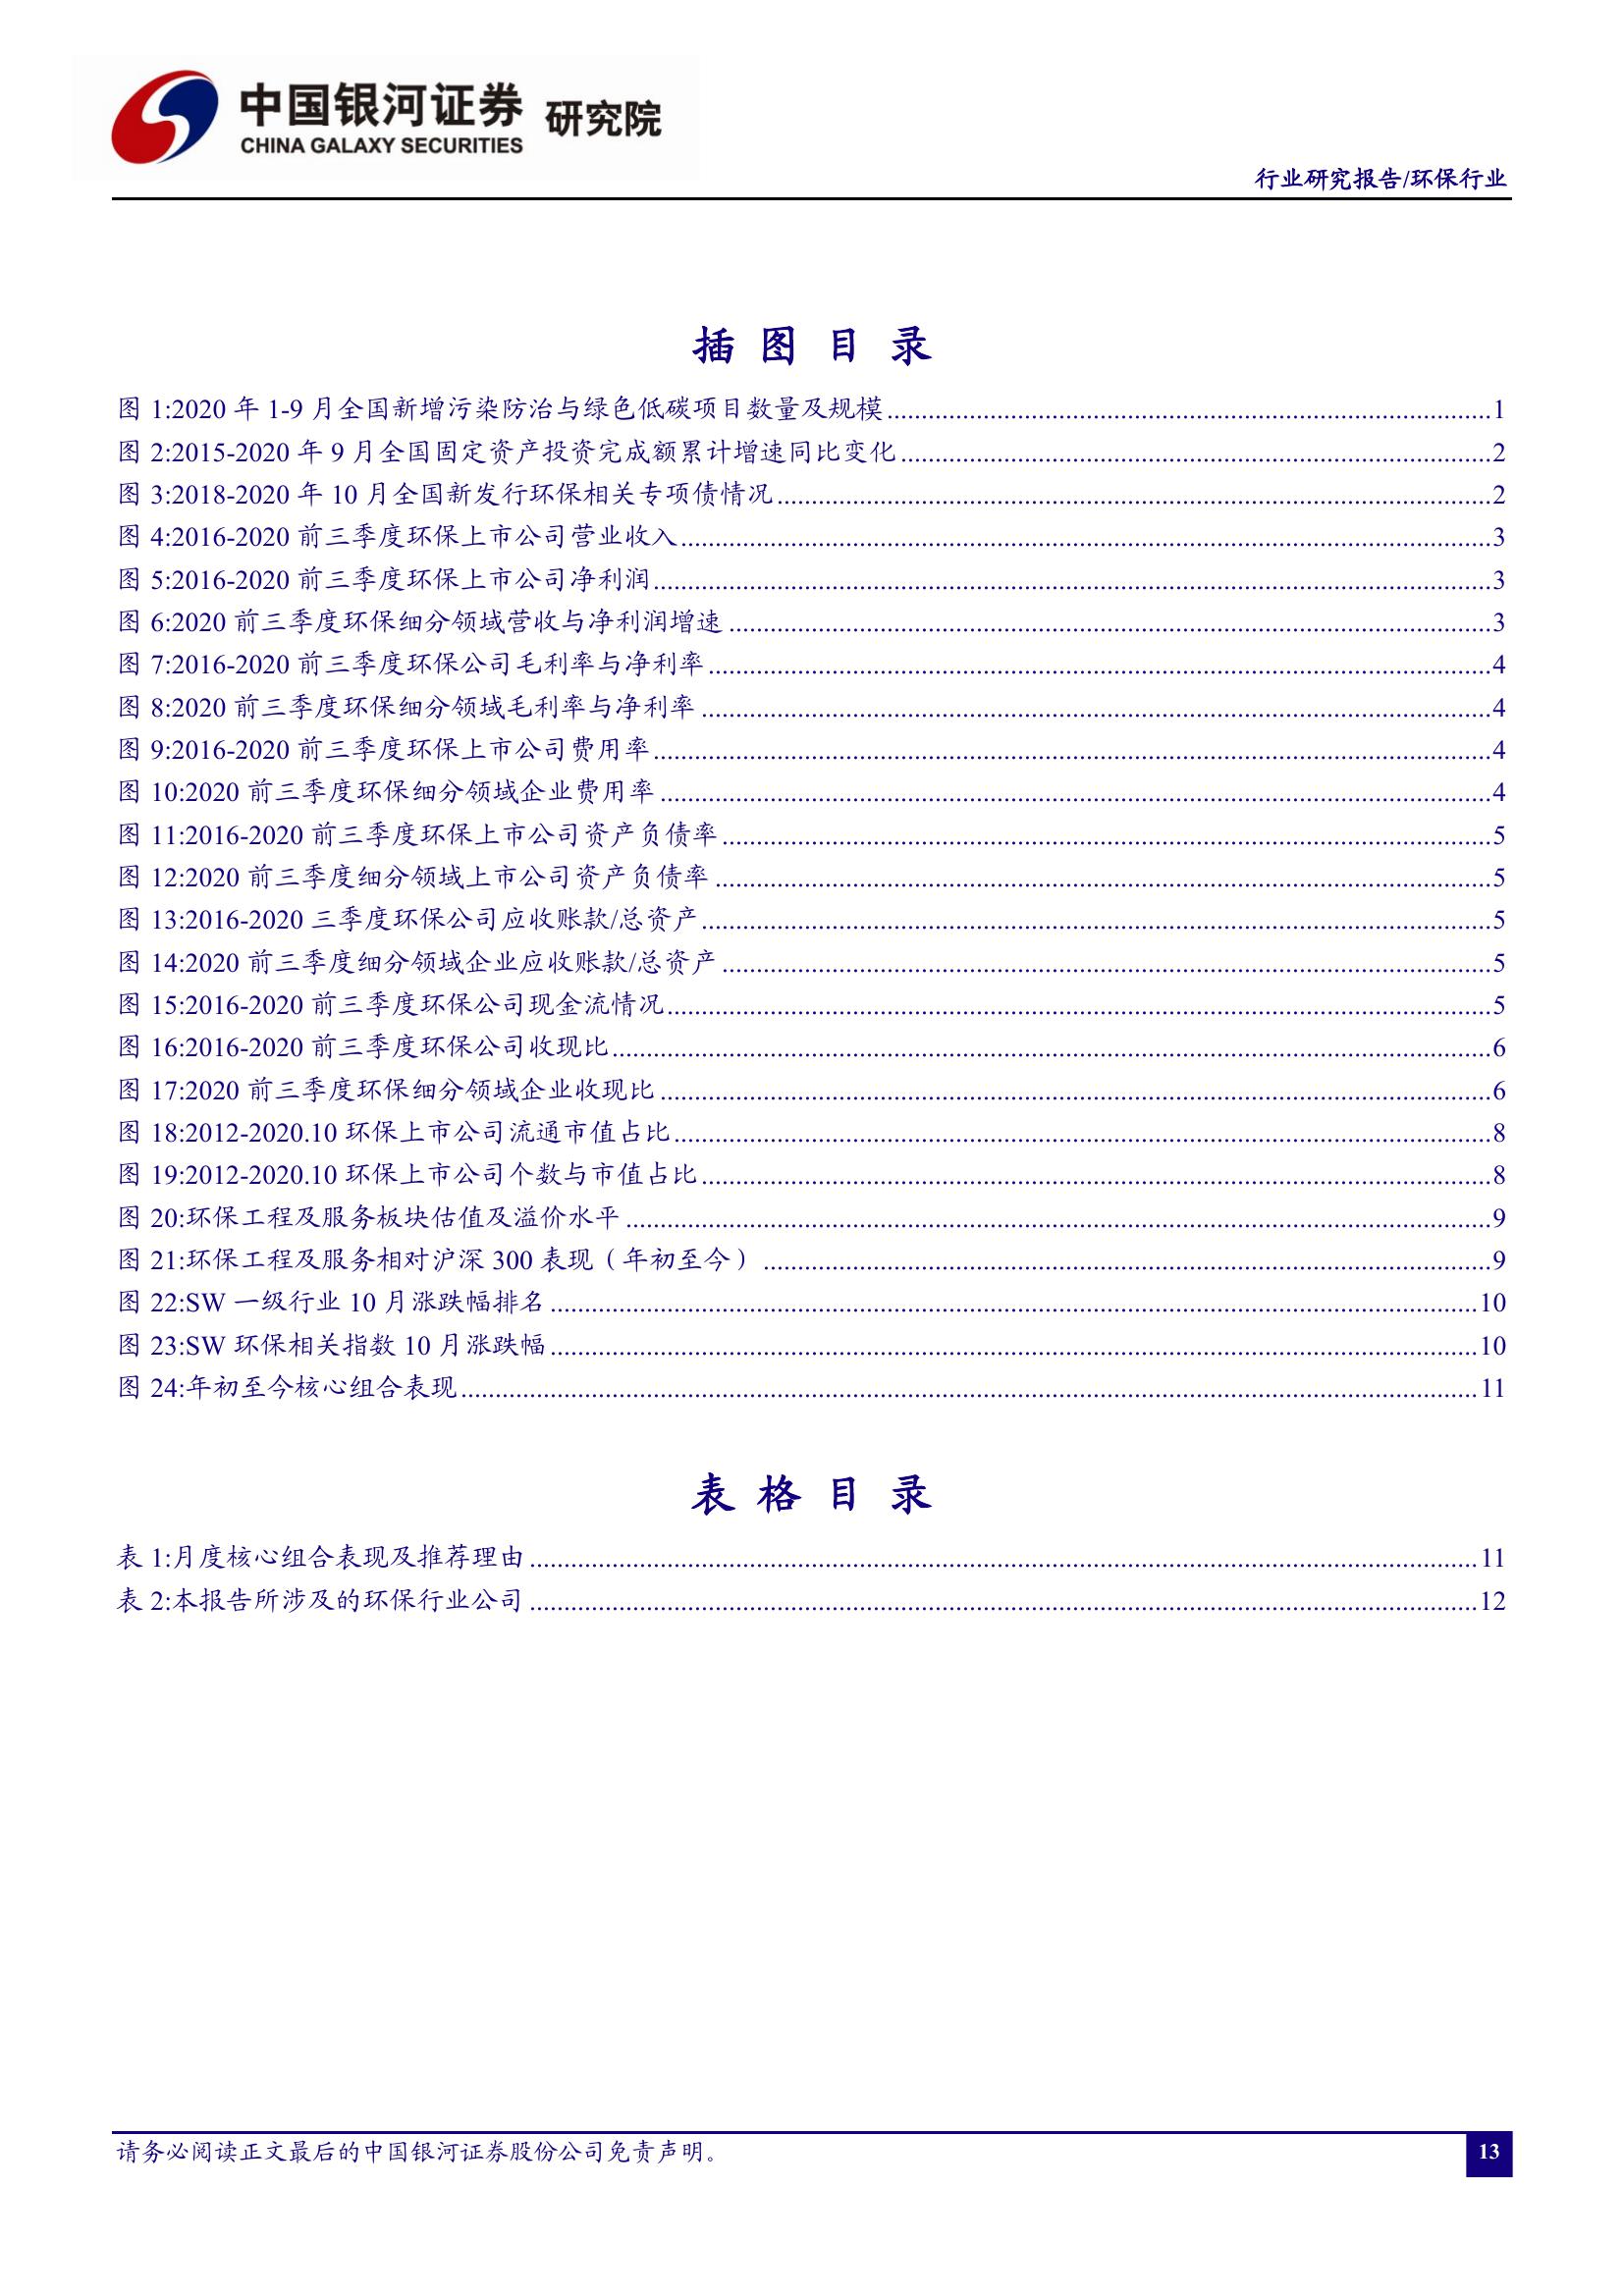 中国银河证券 研究院
CHINA GALAXY SECURITIES
行业研究报告/环保行业
插 图 目 录
图 1:2020 年 1-9 月全国新增污染防治与绿色低碳项目数量及规模 1
图 2:2015-2020 年 9 月全国固定资产投资完成额累计增速同比变化 2
图 3:2018-2020 年 10 月全国新发行环保相关专项债情况 2
图 4:2016-2020 前三季度环保上市公司营业收入 3
图 5:2016-2020 前三季度环保上市公司净利润 3
图 6:2020 前三季度环保细分领域营收与净利润增速 3
图 7:2016-2020 前三季度环保公司毛利率与净利率 4
图 8:2020 前三季度环保细分领域毛利率与净利率 4
图 9:2016-2020 前三季度环保上市公司费用率 4
图 10:2020 前三季度环保细分领域企业费用率 4
图 11:2016-2020 前三季度环保上市公司资产负债率 5
图 12:2020 前三季度细分领域上市公司资产负债率 5
图 13:2016-2020 三季度环保公司应收账款/总资产 5
图 14:2020 前三季度细分领域企业应收账款/总资产 5
图 15:2016-2020 前三季度环保公司现金流情况 5
图 16:2016-2020 前三季度环保公司收现比 6
图 17:2020 前三季度环保细分领域企业收现比 6
图 18:2012-2020.10 环保上市公司流通市值占比 8
图 19:2012-2020.10 环保上市公司个数与市值占比 8
图 20:环保工程及服务板块估值及溢价水平 9
图 21:环保工程及服务相对沪深 300 表现（年初至今） 9
图 22:SW 一级行业 10 月涨跌幅排名 10
图 23:SW 环保相关指数 10 月涨跌幅 10
图 24:年初至今核心组合表现 11
表 格 目 录
表 1:月度核心组合表现及推荐理由 11
表 2:本报告所涉及的环保行业公司 12
请务必阅读正文最后的中国银河证券股份公司免责声明。
13